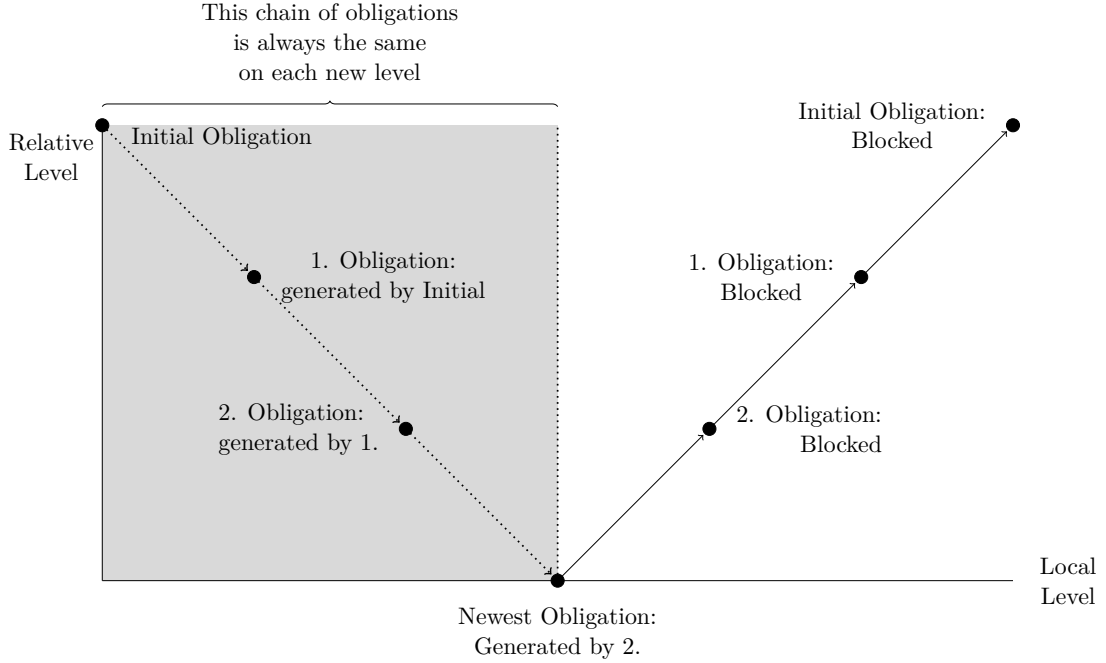 This chain of obligations
is always the same
on each new level
Relative
Level
Initial Obligation
Initial Obligation:
Blocked
1. Obligation:
generated by Initial
1. Obligation:
Blocked
2. Obligation:
generated by 1.
2. Obligation:
Blocked
Local
Level
Newest Obligation:
Generated by 2.